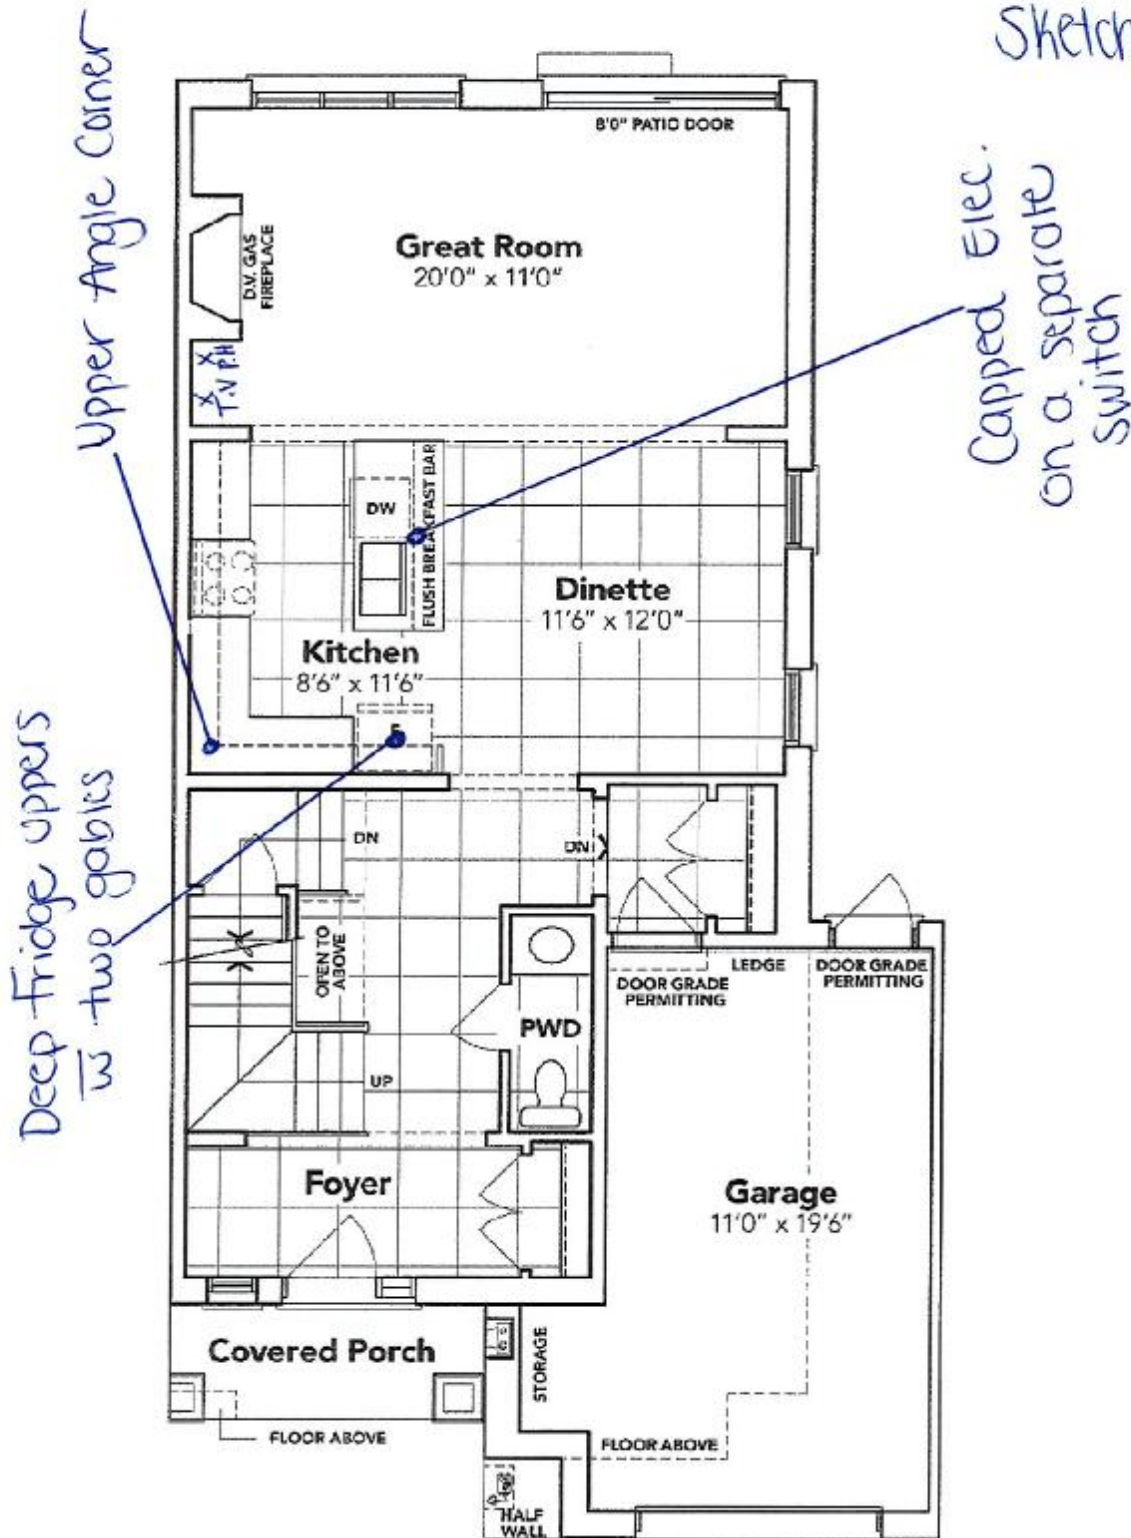 Sketch
8'0" PATIO DOOR
Upper Angle Corner
Great Room
20'0" x 11'0"
D.V. GAS
FIREPLACE
Capped Elec.
on a separate
switch
T.V P.H
DW
FLUSH BREAKFAST BAR
Dinette
11'6" x 12'0"
Kitchen
8'6" x 11'6"
Deep Fridge uppers
w two gables
DN
DN
OPEN TO
ABOVE
LEDGE
DOOR GRADE
PERMITTING
DOOR GRADE
PERMITTING
PWD
UP
Foyer
Garage
11'0" x 19'6"
Covered Porch
STORAGE
FLOOR ABOVE
FLOOR ABOVE
HALF
WALL